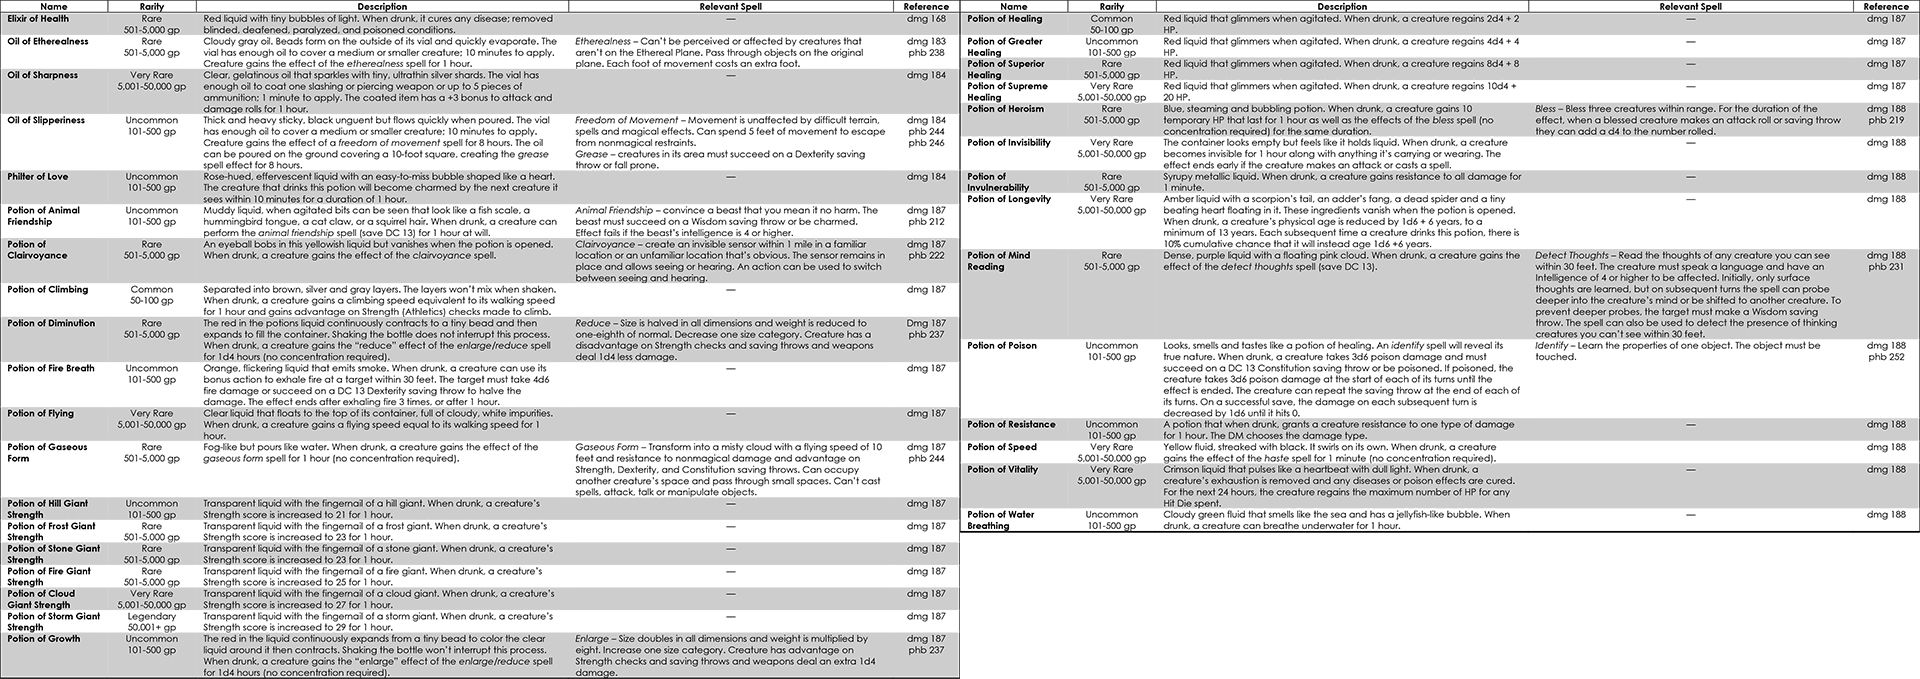 Name Rarity Description Relevant Spell Reference
Elixir of Health Rare Red liquid with tiny bubbles of light. When drunk, it cures any disease; removed — dmg 168
501-5,000 gp blinded, deafened, paralyzed, and poisoned conditions.
Oil of Etherealness Rare Cloudy gray oil. Beads form on the outside of its vial and quickly evaporate. The Etherealness – Can't be perceived or affected by creatures that dmg 183
501-5,000 gp vial has enough oil to cover a medium or smaller creature; 10 minutes to apply. aren't on the Ethereal Plane. Pass through objects on the original phb 238
Creature gains the effect of the etherealness spell for 1 hour. plane. Each foot of movement costs an extra foot.
Oil of Sharpness Very Rare Clear, gelatinous oil that sparkles with tiny, ultrathin silver shards. The vial has — dmg 184
5,001-50,000 gp enough oil to coat one slashing or piercing weapon or up to 5 pieces of
ammunition; 1 minute to apply. The coated item has a +3 bonus to attack and
damage rolls for 1 hour.
Oil of Slipperiness Uncommon Thick and heavy sticky, black unguent but flows quickly when poured. The vial Freedom of Movement – Movement is unaffected by difficult terrain, dmg 184
101-500 gp has enough oil to cover a medium or smaller creature; 10 minutes to apply. spells and magical effects. Can spend 5 feet of movement to escape phb 244
Creature gains the effect of a freedom of movement spell for 8 hours. The oil from nonmagical restraints. phb 246
can be poured on the ground covering a 10-foot square, creating the grease Grease – creatures in its area must succeed on a Dexterity saving
spell effect for 8 hours. throw or fall prone.
Philter of Love Uncommon Rose-hued, effervescent liquid with an easy-to-miss bubble shaped like a heart. — dmg 184
101-500 gp The creature that drinks this potion will become charmed by the next creature it
sees within 10 minutes for a duration of 1 hour.
Potion of Animal Uncommon Muddy liquid, when agitated bits can be seen that look like a fish scale, a Animal Friendship – convince a beast that you mean it no harm. The dmg 187
Friendship 101-500 gp hummingbird tongue, a cat claw, or a squirrel hair. When drunk, a creature can beast must succeed on a Wisdom saving throw or be charmed. phb 212
perform the animal friendship spell (save DC 13) for 1 hour at will. Effect fails if the beast's intelligence is 4 or higher.
Potion of Rare An eyeball bobs in this yellowish liquid but vanishes when the potion is opened. Clairvoyance – create an invisible sensor within 1 mile in a familiar dmg 187
Clairvoyance 501-5,000 gp When drunk, a creature gains the effect of the clairvoyance spell. location or an unfamiliar location that's obvious. The sensor remains in phb 222
place and allows seeing or hearing. An action can be used to switch
between seeing and hearing.
Potion of Climbing Common Separated into brown, silver and gray layers. The layers won't mix when shaken. — dmg 187
50-100 gp When drunk, a creature gains a climbing speed equivalent to its walking speed
for 1 hour and gains advantage on Strength (Athletics) checks made to climb.
Potion of Diminution Rare The red in the potions liquid continuously contracts to a tiny bead and then Reduce – Size is halved in all dimensions and weight is reduced to Dmg 187
501-5,000 gp expands to fill the container. Shaking the bottle does not interrupt this process. one-eighth of normal. Decrease one size category. Creature has a phb 237
When drunk, a creature gains the “reduce” effect of the enlarge/reduce spell disadvantage on Strength checks and saving throws and weapons
for 1d4 hours (no concentration required). deal 1d4 less damage.
Potion of Fire Breath Uncommon Orange, flickering liquid that emits smoke. When drunk, a creature can use its — dmg 187
101-500 gp bonus action to exhale fire at a target within 30 feet. The target must take 4d6
fire damage or succeed on a DC 13 Dexterity saving throw to halve the
damage. The effect ends after exhaling fire 3 times, or after 1 hour.
Potion of Flying Very Rare Clear liquid that floats to the top of its container, full of cloudy, white impurities. — dmg 187
5,001-50,000 gp When drunk, a creature gains a flying speed equal to its walking speed for 1
hour.
Potion of Gaseous Rare Fog-like but pours like water. When drunk, a creature gains the effect of the Gaseous Form – Transform into a misty cloud with a flying speed of 10 dmg 187
Form 501-5,000 gp gaseous form spell for 1 hour (no concentration required). feet and resistance to nonmagical damage and advantage on phb 244
Strength, Dexterity, and Constitution saving throws. Can occupy
another creature's space and pass through small spaces. Can't cast
spells, attack, talk or manipulate objects.
Potion of Hill Giant Uncommon Transparent liquid with the fingernail of a hill giant. When drunk, a creature's — dmg 187
Strength 101-500 gp Strength score is increased to 21 for 1 hour.
Potion of Frost Giant Rare Transparent liquid with the fingernail of a frost giant. When drunk, a creature's — dmg 187
Strength 501-5,000 gp Strength score is increased to 23 for 1 hour.
Potion of Stone Giant Rare Transparent liquid with the fingernail of a stone giant. When drunk, a creature's — dmg 187
Strength 501-5,000 gp Strength score is increased to 23 for 1 hour.
Potion of Fire Giant Rare Transparent liquid with the fingernail of a fire giant. When drunk, a creature's — dmg 187
Strength 501-5,000 gp Strength score is increased to 25 for 1 hour.
Potion of Cloud Very Rare Transparent liquid with the fingernail of a cloud giant. When drunk, a creature's — dmg 187
Giant Strength 5,001-50,000 gp Strength score is increased to 27 for 1 hour.
Potion of Storm Giant Legendary Transparent liquid with the fingernail of a storm giant. When drunk, a creature's — dmg 187
Strength 50,001+ gp Strength score is increased to 29 for 1 hour.
Potion of Growth Uncommon The red in the liquid continuously expands from a tiny bead to color the clear Enlarge – Size doubles in all dimensions and weight is multiplied by dmg 187
101-500 gp liquid around it then contracts. Shaking the bottle won't interrupt this process. eight. Increase one size category. Creature has advantage on phb 237
When drunk, a creature gains the “enlarge” effect of the enlarge/reduce spell Strength checks and saving throws and weapons deal an extra 1d4
for 1d4 hours (no concentration required). damage.
Name Rarity Description Relevant Spell Reference
Potion of Healing Common Red liquid that glimmers when agitated. When drunk, a creature regains 2d4 + 2 — dmg 187
50-100 gp HP.
Potion of Greater Uncommon Red liquid that glimmers when agitated. When drunk, a creature regains 4d4 + 4 — dmg 187
Healing 101-500 gp HP.
Potion of Superior Rare Red liquid that glimmers when agitated. When drunk, a creature regains 8d4 + 8 — dmg 187
Healing 501-5,000 gp HP.
Potion of Supreme Very Rare Red liquid that glimmers when agitated. When drunk, a creature regains 10d4 + — dmg 187
Healing 5,001-50,000 gp 20 HP.
Potion of Heroism Rare Blue, steaming and bubbling potion. When drunk, a creature gains 10 Bless – Bless three creatures within range. For the duration of the dmg 188
501-5,000 gp temporary HP that last for 1 hour as well as the effects of the bless spell (no effect, when a blessed creature makes an attack roll or saving throw phb 219
concentration required) for the same duration. they can add a d4 to the number rolled.
Potion of Invisibility Very Rare The container looks empty but feels like it holds liquid. When drunk, a creature — dmg 188
5,001-50,000 gp becomes invisible for 1 hour along with anything it's carrying or wearing. The
effect ends early if the creature makes an attack or casts a spell.
Potion of Rare Syrupy metallic liquid. When drunk, a creature gains resistance to all damage for — dmg 188
Invulnerability 501-5,000 gp 1 minute.
Potion of Longevity Very Rare Amber liquid with a scorpion's tail, an adder's fang, a dead spider and a tiny — dmg 188
5,001-50,000 gp beating heart floating in it. These ingredients vanish when the potion is opened.
When drunk, a creature's physical age is reduced by 1d6 + 6 years, to a
minimum of 13 years. Each subsequent time a creature drinks this potion, there is
10% cumulative chance that it will instead age 1d6 +6 years.
Potion of Mind Rare Dense, purple liquid with a floating pink cloud. When drunk, a creature gains the Detect Thoughts – Read the thoughts of any creature you can see dmg 188
Reading 501-5,000 gp effect of the detect thoughts spell (save DC 13). within 30 feet. The creature must speak a language and have an phb 231
Intelligence of 4 or higher to be affected. Initially, only surface
thoughts are learned, but on subsequent turns the spell can probe
deeper into the creature's mind or be shifted to another creature. To
prevent deeper probes, the target must make a Wisdom saving
throw. The spell can also be used to detect the presence of thinking
creatures you can't see within 30 feet.
Potion of Poison Uncommon Looks, smells and tastes like a potion of healing. An identify spell will reveal its Identify – Learn the properties of one object. The object must be dmg 188
101-500 gp true nature. When drunk, a creature takes 3d6 poison damage and must touched. phb 252
succeed on a DC 13 Constitution saving throw or be poisoned. If poisoned, the
creature takes 3d6 poison damage at the start of each of its turns until the
effect is ended. The creature can repeat the saving throw at the end of each of
its turns. On a successful save, the damage on each subsequent turn is
decreased by 1d6 until it hits 0.
Potion of Resistance Uncommon A potion that when drunk, grants a creature resistance to one type of damage — dmg 188
101-500 gp for 1 hour. The DM chooses the damage type.
Potion of Speed Very Rare Yellow fluid, streaked with black. It swirls on its own. When drunk, a creature — dmg 188
5,001-50,000 gp gains the effect of the haste spell for 1 minute (no concentration required).
Potion of Vitality Very Rare Crimson liquid that pulses like a heartbeat with dull light. When drunk, a — dmg 188
5,001-50,000 gp creature's exhaustion is removed and any diseases or poison effects are cured.
For the next 24 hours, the creature regains the maximum number of HP for any
Hit Die spent.
Potion of Water Uncommon Cloudy green fluid that smells like the sea and has a jellyfish-like bubble. When — dmg 188
Breathing 101-500 gp drunk, a creature can breathe underwater for 1 hour.